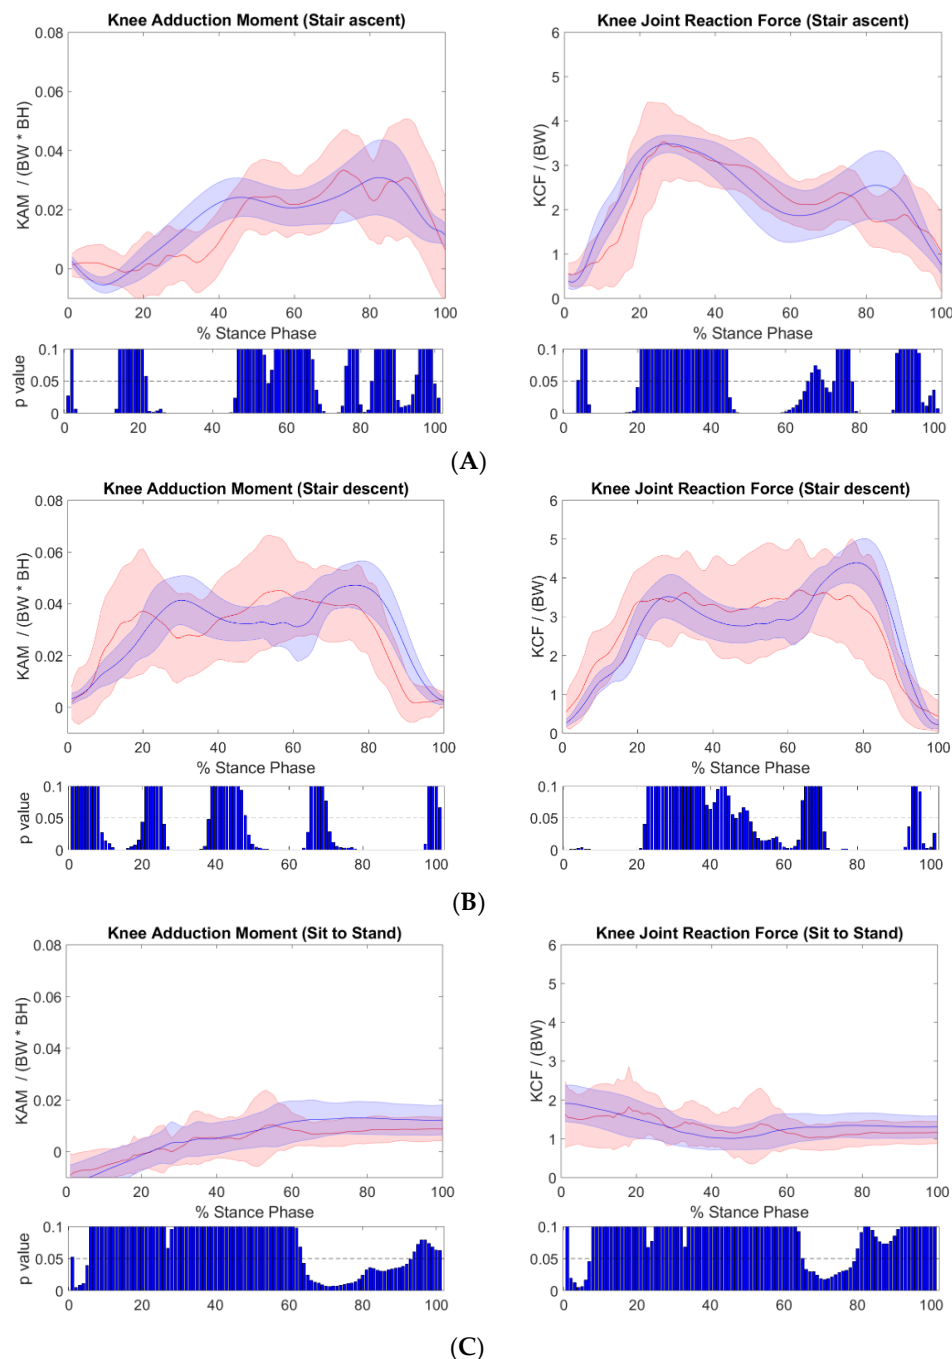 Knee Adduction Moment (Stair ascent)
0.08
0.06
0.04
0.02
0
KAM / (BW * BH)
0 20 40 60 80 100
% Stance Phase
0.1
0.05
0
p value
0 20 40 60 80 100
Knee Joint Reaction Force (Stair ascent)
6
5
4
3
2
1
0
KCF / (BW)
0 20 40 60 80 100
% Stance Phase
0.1
0.05
0
0 20 40 60 80 100
(A)
Knee Adduction Moment (Stair descent)
0.08
0.06
0.04
0.02
0
KAM / (BW * BH)
0 20 40 60 80 100
% Stance Phase
0.1
0.05
0
p value
0 20 40 60 80 100
Knee Joint Reaction Force (Stair descent)
6
5
4
3
2
1
0
KCF / (BW)
0 20 40 60 80 100
% Stance Phase
0.1
0.05
0
0 20 40 60 80 100
(B)
Knee Adduction Moment (Sit to Stand)
0.08
0.06
0.04
0.02
0
KAM / (BW * BH)
0 20 40 60 80 100
% Stance Phase
0.1
0.05
0
p value
0 20 40 60 80 100
Knee Joint Reaction Force (Sit to Stand)
6
5
4
3
2
1
0
KCF / (BW)
0 20 40 60 80 100
% Stance Phase
0.1
0.05
0
0 20 40 60 80 100
(C)